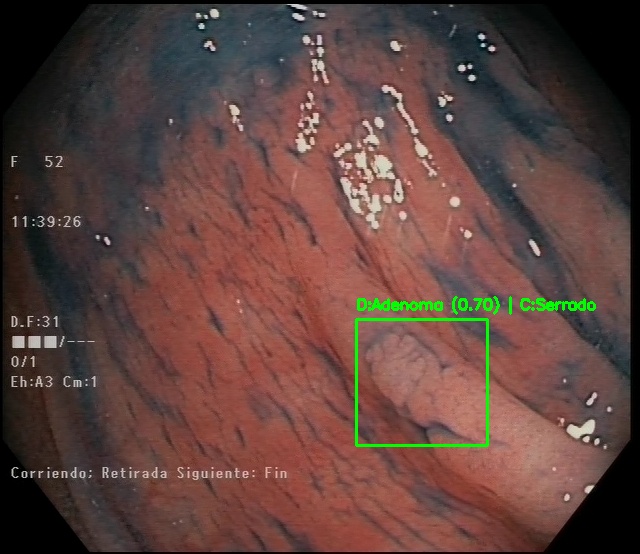 F 52
11:39:26
D:Adenoma (0.70) | C:Serrado
D.F:31
■■■/---
0/1
Eh:A3 Cm:1
Corriendo; Retirada Siguiente: Fin